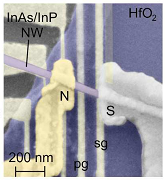 InAs/InP
NW
HfO₂
N
S
sg
pg
200 nm